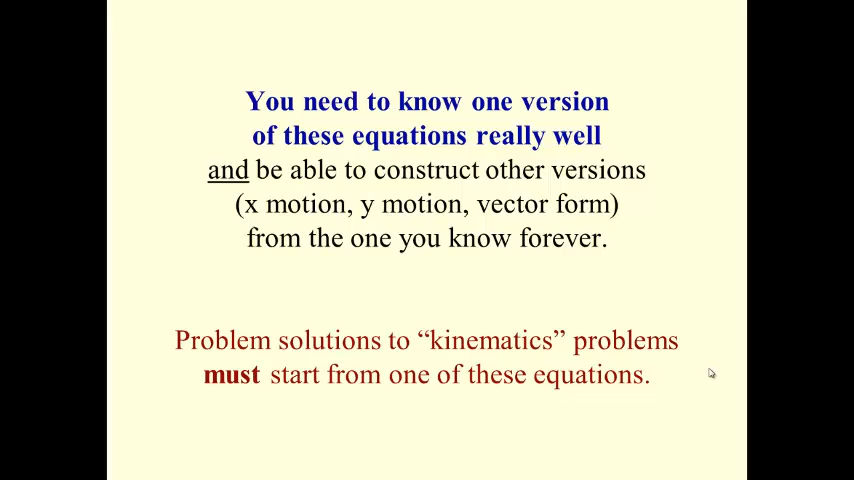 You need to know one version
of these equations really well
and be able to construct other versions
(x motion, y motion, vector form)
from the one you know forever.
Problem solutions to “kinematics” problems
must start from one of these equations.